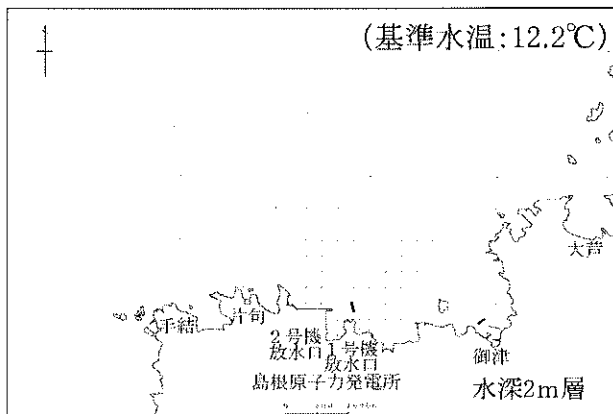 (基準水温:12.2℃)
大芦
手結
片句
2号機
放水口
1号機
放水口
御津
島根原子力発電所
水深2m層